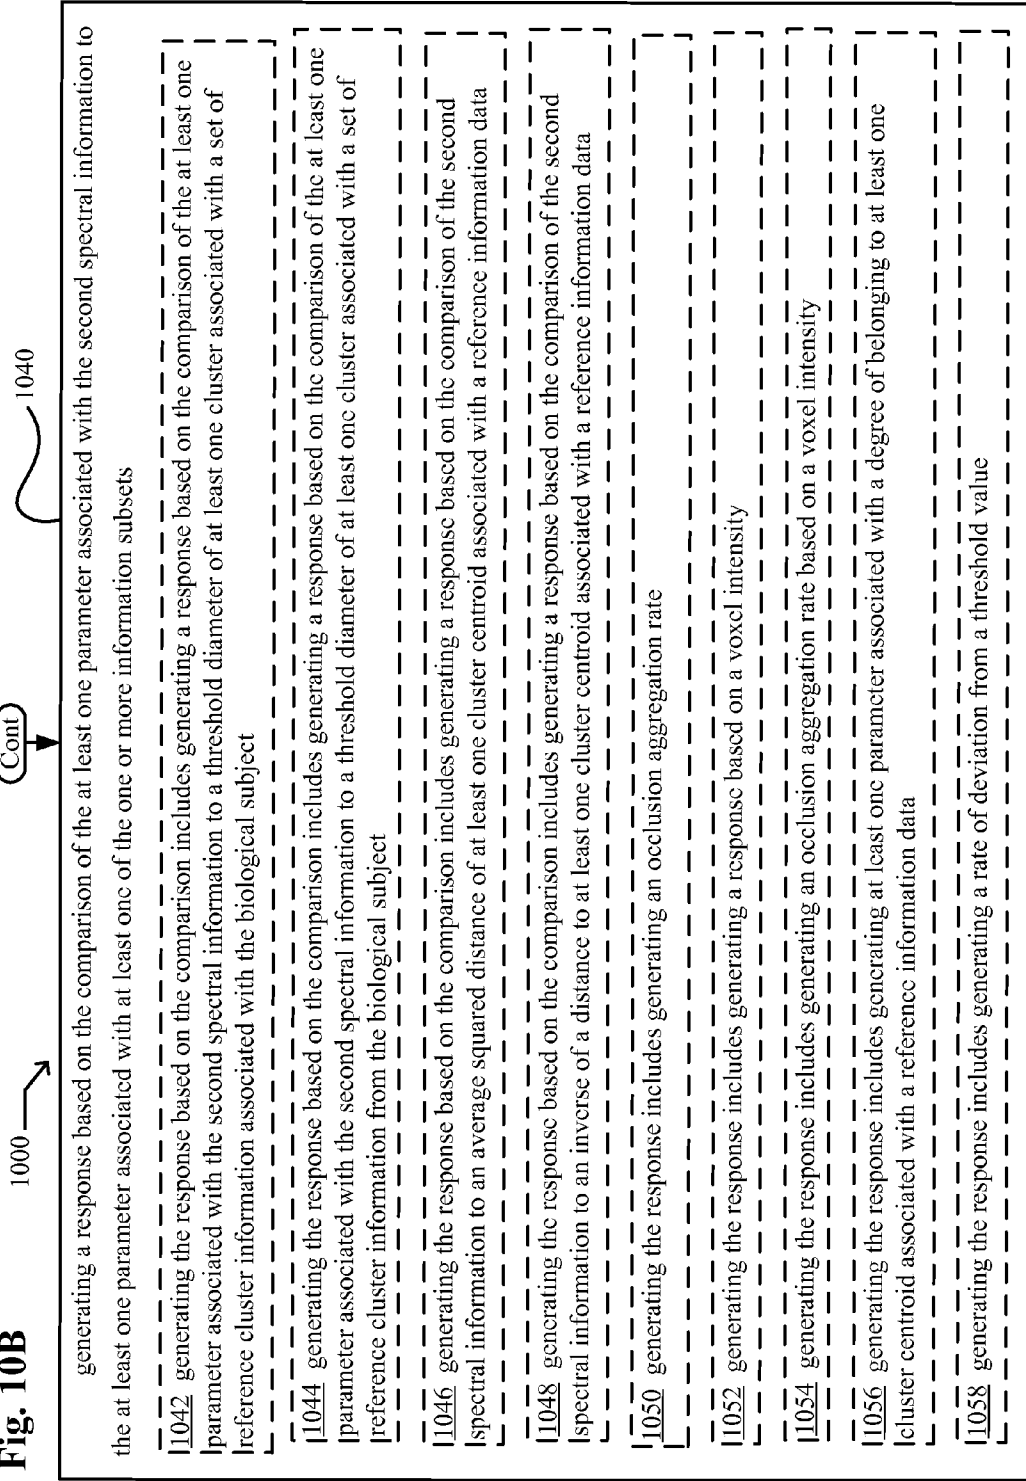 Fig. 10B
1000
Cont
1040
generating a response based on the comparison of the at least one parameter associated with the second spectral information to
the at least one parameter associated with at least one of the one or more information subsets
1042 generating the response based on the comparison includes generating a response based on the comparison of the at least one
parameter associated with the second spectral information to a threshold diameter of at least one cluster associated with a set of
reference cluster information associated with the biological subject
1044 generating the response based on the comparison includes generating a response based on the comparison of the at least one
parameter associated with the second spectral information to a threshold diameter of at least one cluster associated with a set of
reference cluster information from the biological subject
1046 generating the response based on the comparison includes generating a response based on the comparison of the second
spectral information to an average squared distance of at least one cluster centroid associated with a reference information data
1048 generating the response based on the comparison includes generating a response based on the comparison of the second
spectral information to an inverse of a distance to at least one cluster centroid associated with a reference information data
1050 generating the response includes generating an occlusion aggregation rate
1052 generating the response includes generating a response based on a voxel intensity
1054 generating the response includes generating an occlusion aggregation rate based on a voxel intensity
1056 generating the response includes generating at least one parameter associated with a degree of belonging to at least one
cluster centroid associated with a reference information data
1058 generating the response includes generating a rate of deviation from a threshold value